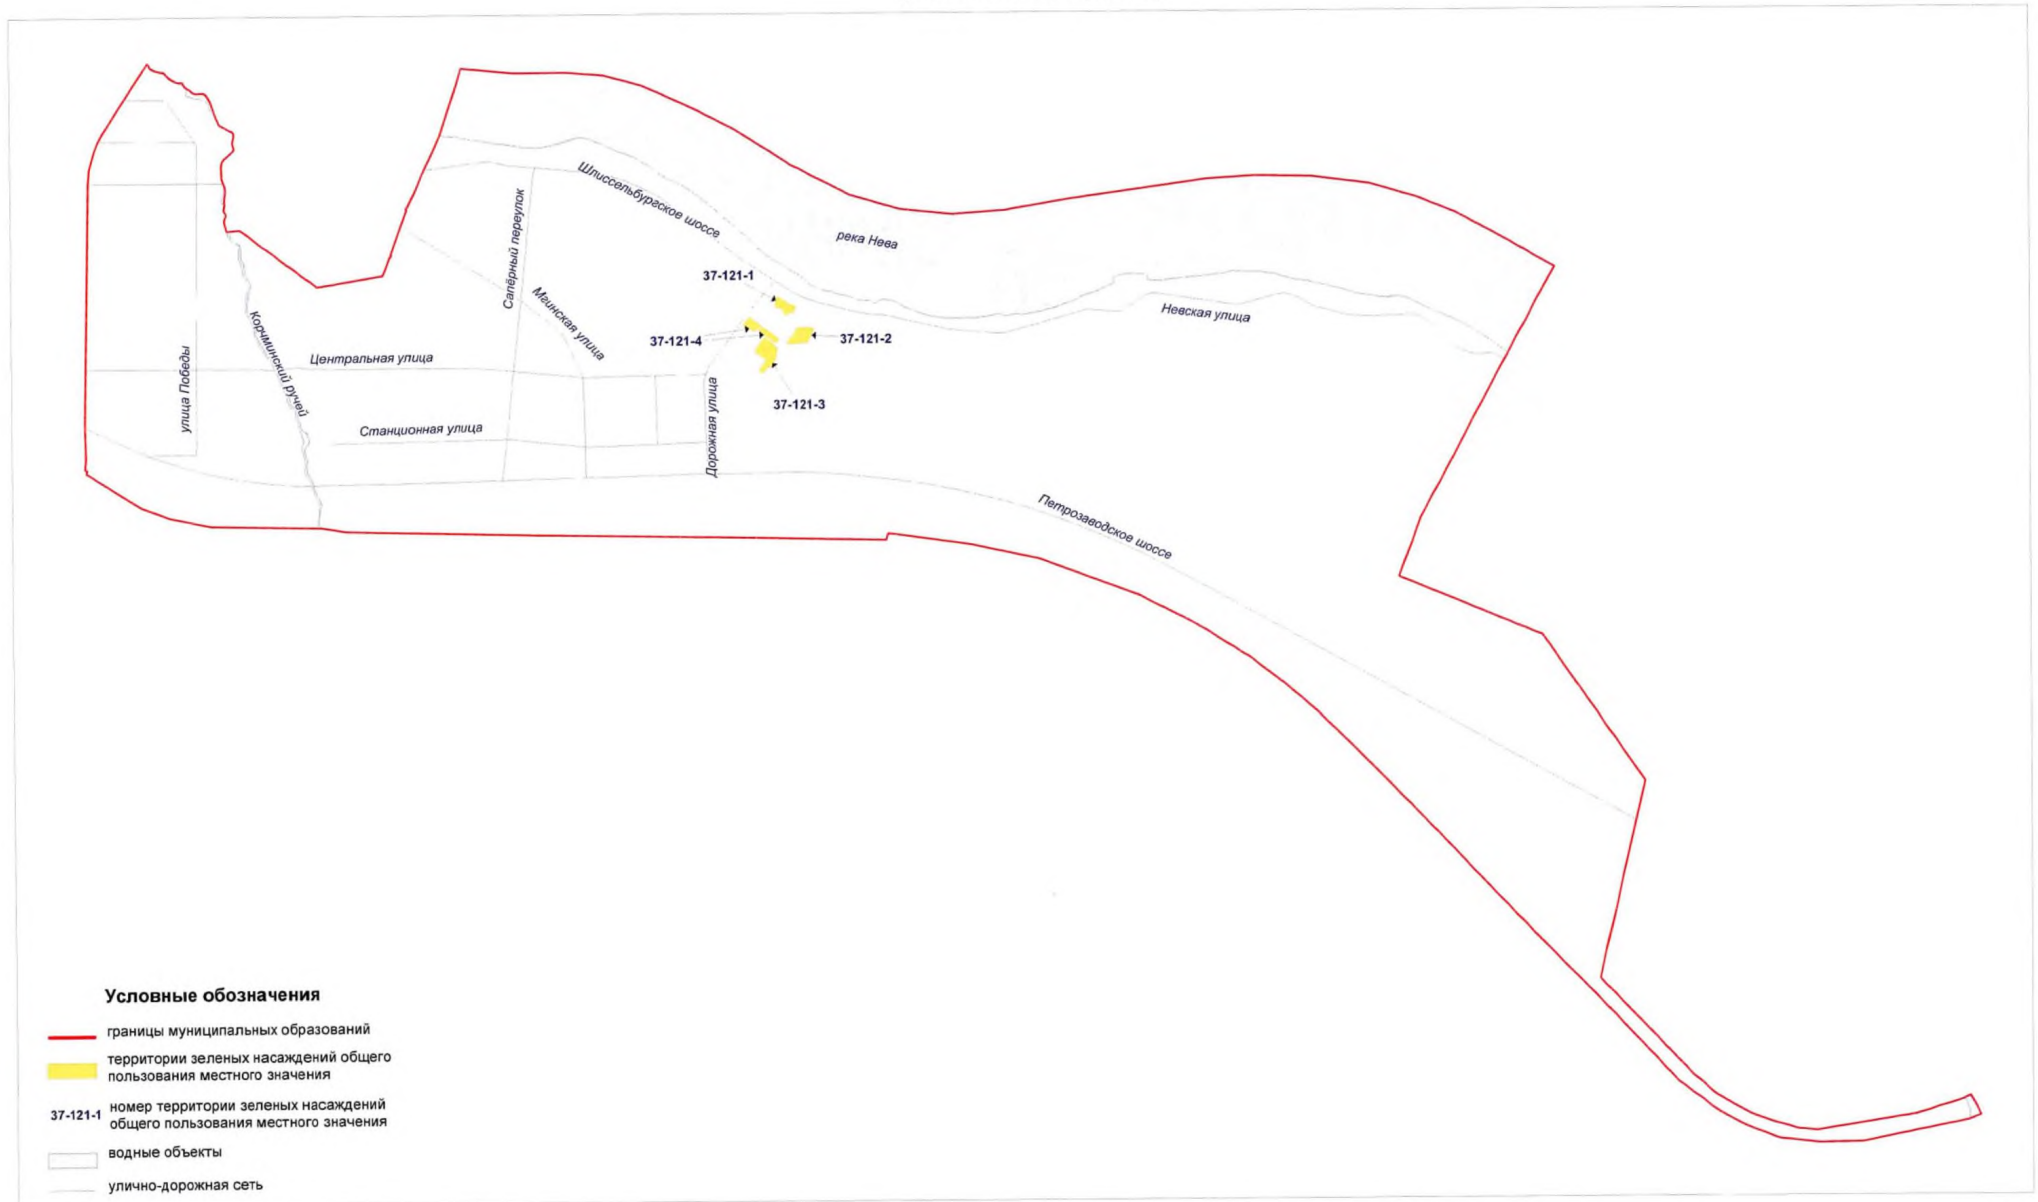 Шлиссельбургское шоссе
Сапёрный переулок
река Нева
37-121-1
Мгинская улица
Невская улица
37-121-4
37-121-2
Корчминский ручей
улица Победы
Центральная улица
37-121-3
Дорожная улица
Станционная улица
Петрозаводское шоссе
Условные обозначения
границы муниципальных образований
территории зеленых насаждений общего
пользования местного значения
37-121-1
номер территории зеленых насаждений
общего пользования местного значения
водные объекты
улично-дорожная сеть